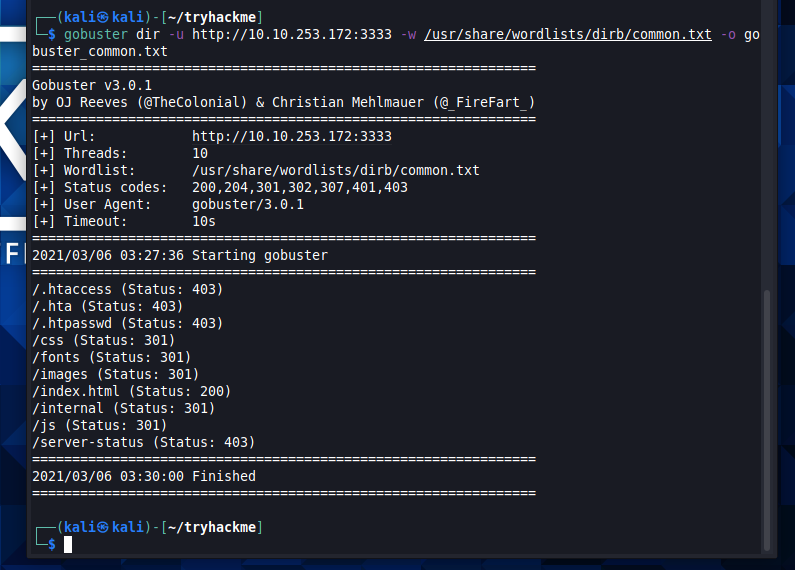 ┌──(kali㉿kali)-[~/tryhackme]
└─$ gobuster dir -u http://10.10.253.172:3333 -w /usr/share/wordlists/dirb/common.txt -o go
buster_common.txt
===============================================================
Gobuster v3.0.1
by OJ Reeves (@TheColonial) & Christian Mehlmauer (@_FireFart_)
===============================================================
[+] Url:            http://10.10.253.172:3333
[+] Threads:        10
[+] Wordlist:       /usr/share/wordlists/dirb/common.txt
[+] Status codes:   200,204,301,302,307,401,403
[+] User Agent:     gobuster/3.0.1
[+] Timeout:        10s
===============================================================
2021/03/06 03:27:36 Starting gobuster
===============================================================
/.htaccess (Status: 403)
/.hta (Status: 403)
/.htpasswd (Status: 403)
/css (Status: 301)
/fonts (Status: 301)
/images (Status: 301)
/index.html (Status: 200)
/internal (Status: 301)
/js (Status: 301)
/server-status (Status: 403)
===============================================================
2021/03/06 03:30:00 Finished
===============================================================
┌──(kali㉿kali)-[~/tryhackme]
└─$